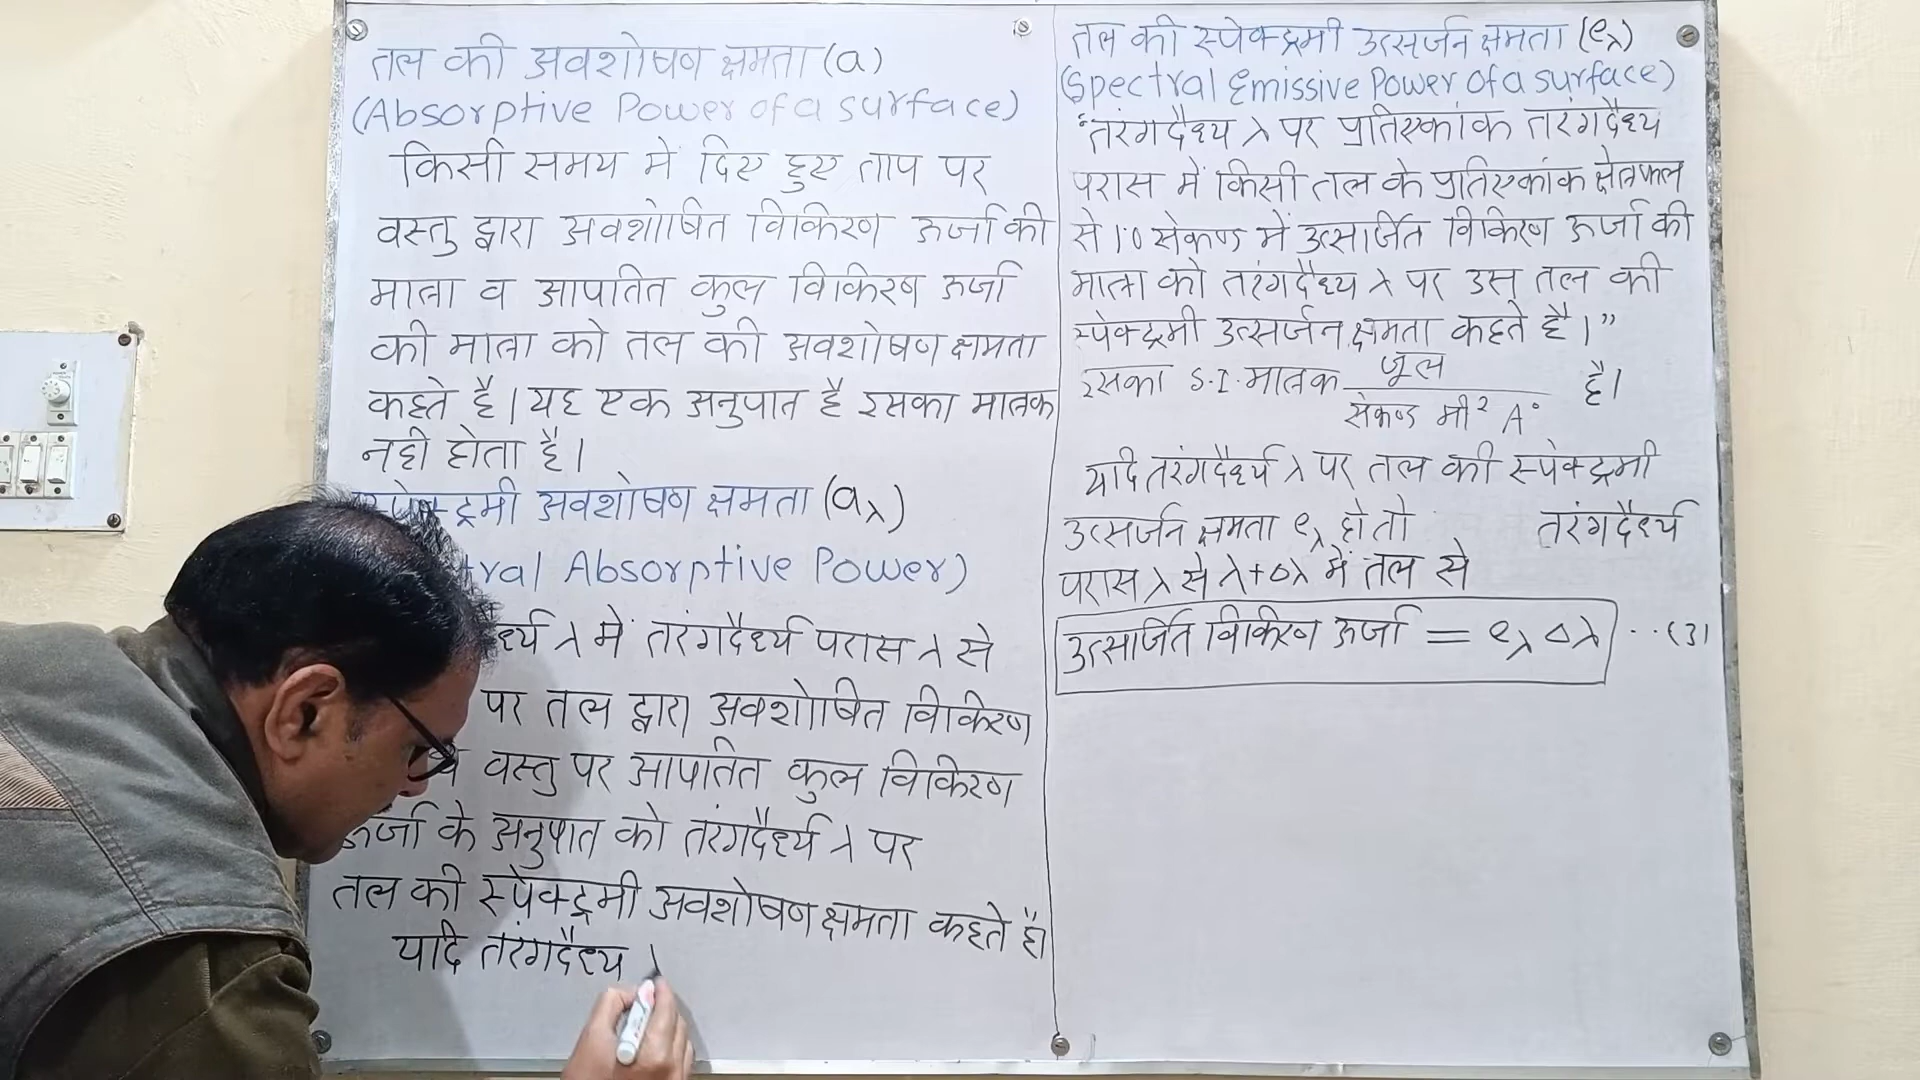 तल की अवशोषण क्षमता (a)
(Absorptive Power of a surface)
किसी समय में दिए हुए ताप पर
वस्तु द्वारा अवशोषित विकिरण ऊर्जा की
मात्रा व आपतित कुल विकिरण ऊर्जा
की मात्रा को तल की अवशोषण क्षमता
कहते है। यह एक अनुपात है इसका मात्रक
नही होता है।
स्पेक्ट्रमी अवशोषण क्षमता (aλ)
tral Absorptive Power)
र्ध्य λ में तरंगदैर्ध्य परास λ से
पर तल द्वारा अवशोषित विकिरण
व वस्तु पर आपतित कुल विकिरण
ऊर्जा के अनुपात को तरंगदैर्ध्य λ पर
तल की स्पेक्ट्रमी अवशोषण क्षमता कहते है।
यदि तरंगदैध्य
तल की स्पेक्ट्रमी उत्सर्जन क्षमता (eλ)
(Spectral Emissive Power of a surface)
"तरंगदैध्य λ पर प्रतिएकांक तरंगदैध्य
परास में किसी तल के प्रतिएकांक क्षेत्रफल
से 1.0 सेकण्ड में उत्सर्जित विकिरण ऊर्जा की
मात्रा को तरंगदैध्य λ पर उस तल की
स्पेक्ट्रमी उत्सर्जन क्षमता कहते है।"
इसका S.I. मात्रक जूल / सेकण्ड मी² A° है।
यदि तरंगदैर्ध्य λ पर तल की स्पेक्ट्रमी
उत्सर्जन क्षमता eλ हो तो तरंगदैर्ध्य
परास λ से λ+Δλ में तल से
उत्सर्जित विकिरण ऊर्जा = eλ Δλ ...(3)